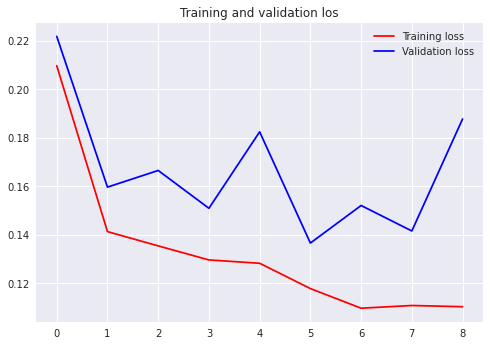 Training and validation los
Training loss
Validation loss
0.22
0.20
0.18
0.16
0.14
0.12
0 1 2 3 4 5 6 7 8